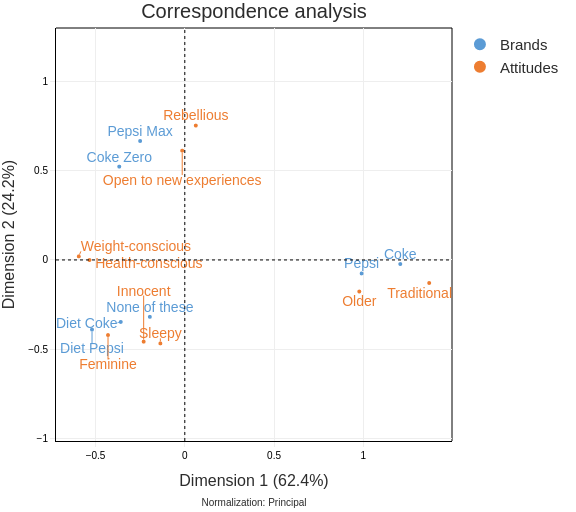 Correspondence analysis
Brands
Attitudes
Dimension 2 (24.2%)
1
0.5
0
−0.5
−1
Rebellious
Pepsi Max
Coke Zero
Open to new experiences
Weight-conscious
Health-conscious
Coke
Pepsi
Innocent
Traditional
Older
None of these
Diet Coke
Sleepy
Diet Pepsi
Feminine
−0.5
0
0.5
1
Dimension 1 (62.4%)
Normalization: Principal